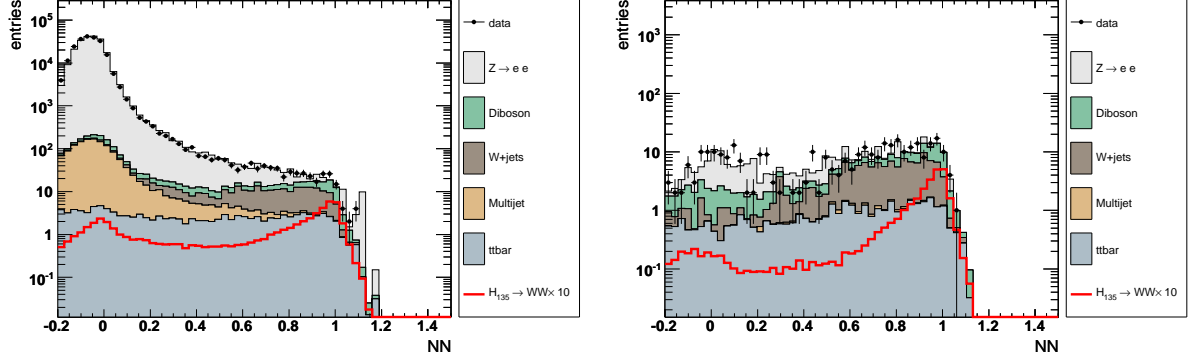 entries
10⁵
10⁴
10³
10²
10
1
10⁻¹
-0.2 0 0.2 0.4 0.6 0.8 1 1.2 1.4
NN
data
Z → e e
Diboson
W+jets
Multijet
ttbar
H₁₃₅ → WW× 10
entries
10³
10²
10
1
10⁻¹
-0.2 0 0.2 0.4 0.6 0.8 1 1.2 1.4
NN
data
Z → e e
Diboson
W+jets
Multijet
ttbar
H₁₃₅ → WW× 10